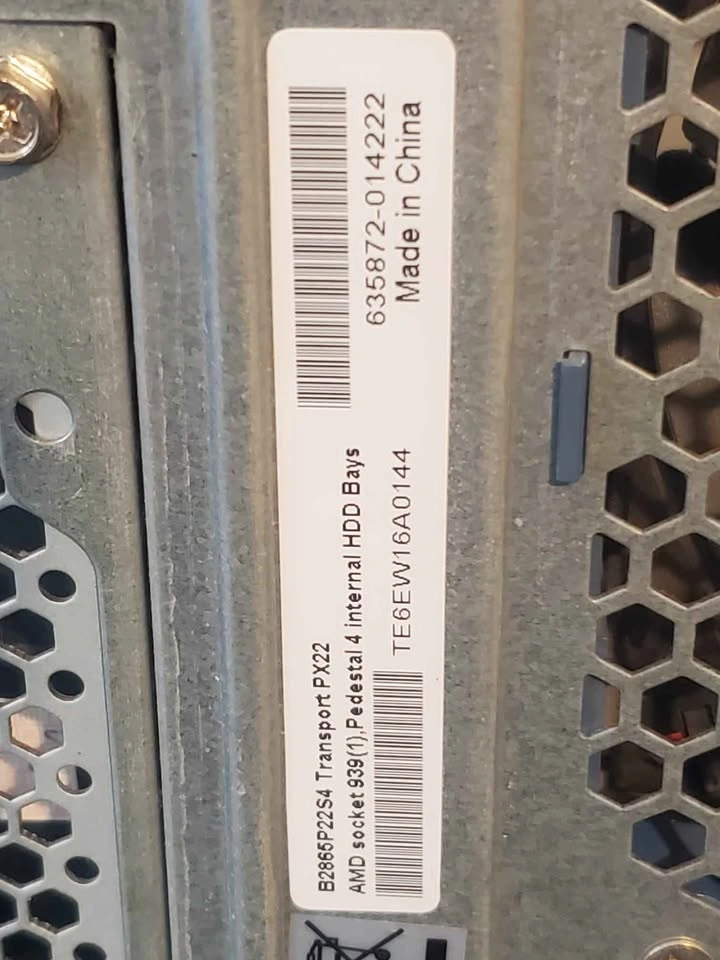 B2865P22S4 Transport PX22
AMD socket 939(1),Pedestal 4 internal HDD Bays
TE6EW16A0144
635872-014222
Made in China